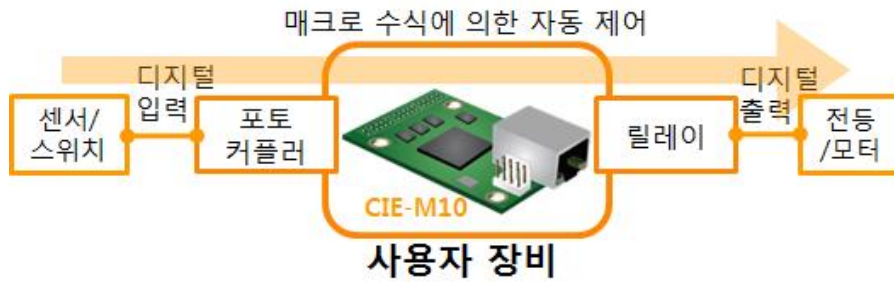 매크로 수식에 의한 자동 제어
디지털
입력
디지털
출력
센서/
스위치
포토
커플러
릴레이
전등
/모터
CIE-M10
사용자 장비